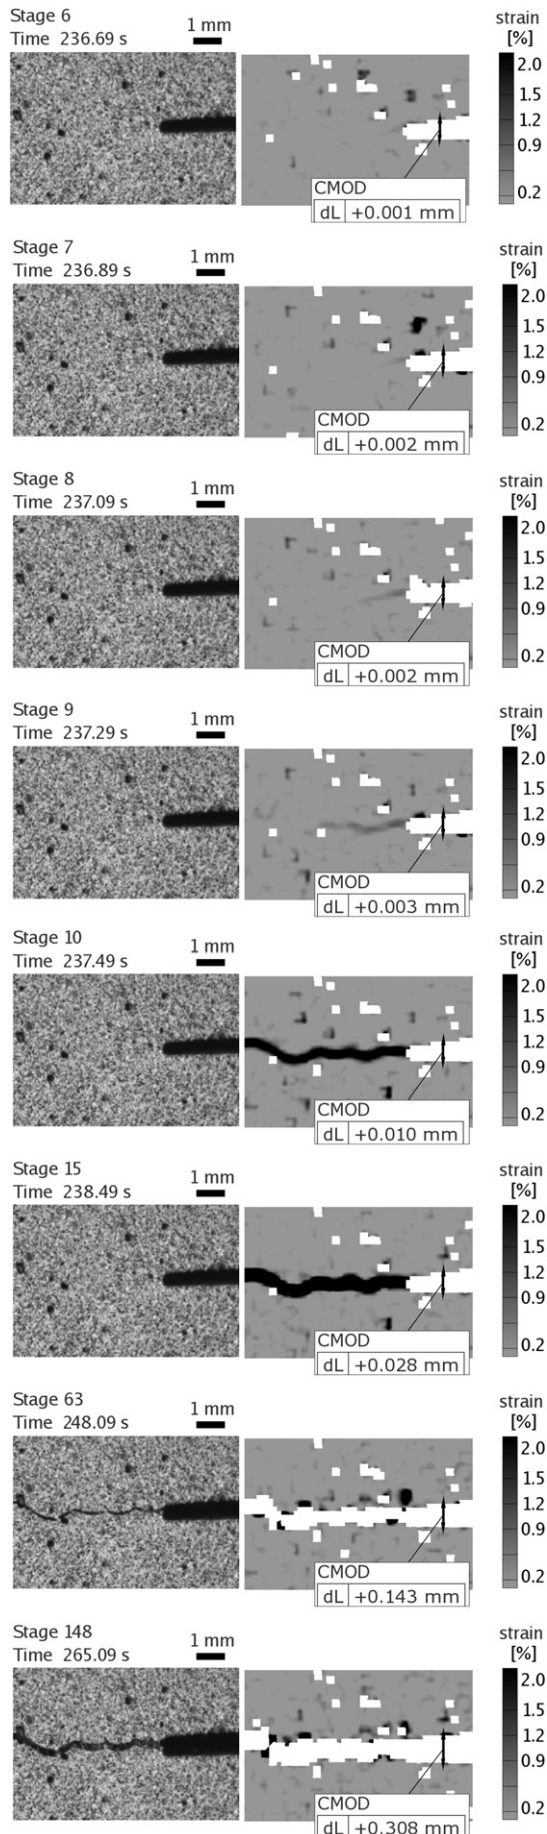 Stage 6
Time 236.69 s
1 mm
strain
[%]
2.0
1.5
1.2
0.9
0.2
CMOD
dL +0.001 mm
Stage 7
Time 236.89 s
1 mm
strain
[%]
2.0
1.5
1.2
0.9
0.2
CMOD
dL +0.002 mm
Stage 8
Time 237.09 s
1 mm
strain
[%]
2.0
1.5
1.2
0.9
0.2
CMOD
dL +0.002 mm
Stage 9
Time 237.29 s
1 mm
strain
[%]
2.0
1.5
1.2
0.9
0.2
CMOD
dL +0.003 mm
Stage 10
Time 237.49 s
1 mm
strain
[%]
2.0
1.5
1.2
0.9
0.2
CMOD
dL +0.010 mm
Stage 15
Time 238.49 s
1 mm
strain
[%]
2.0
1.5
1.2
0.9
0.2
CMOD
dL +0.028 mm
Stage 63
Time 248.09 s
1 mm
strain
[%]
2.0
1.5
1.2
0.9
0.2
CMOD
dL +0.143 mm
Stage 148
Time 265.09 s
1 mm
strain
[%]
2.0
1.5
1.2
0.9
0.2
CMOD
dL +0.308 mm